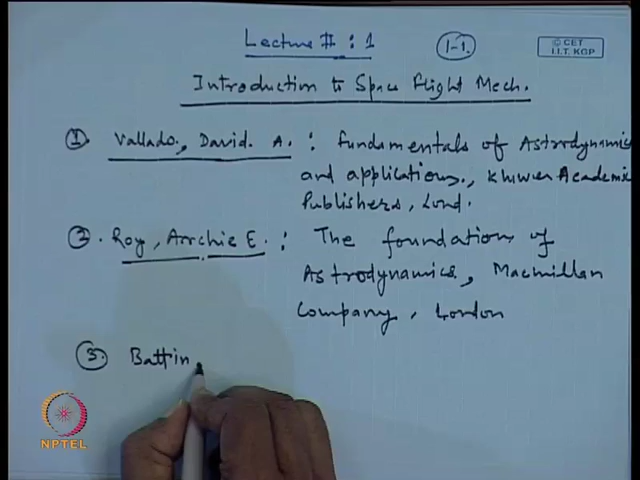 Lecture # : 1
1-1.
© CET
I.I.T. KGP
Introduction to Space Flight Mech.
1. Vallado, David. A. : Fundamentals of Astrodynamics
and applications., Kluwer Academic
Publishers, Lond.
2. Roy, Archie E. : The foundation of
Astrodynamics, Macmillan
Company, London
3. Battin
NPTEL